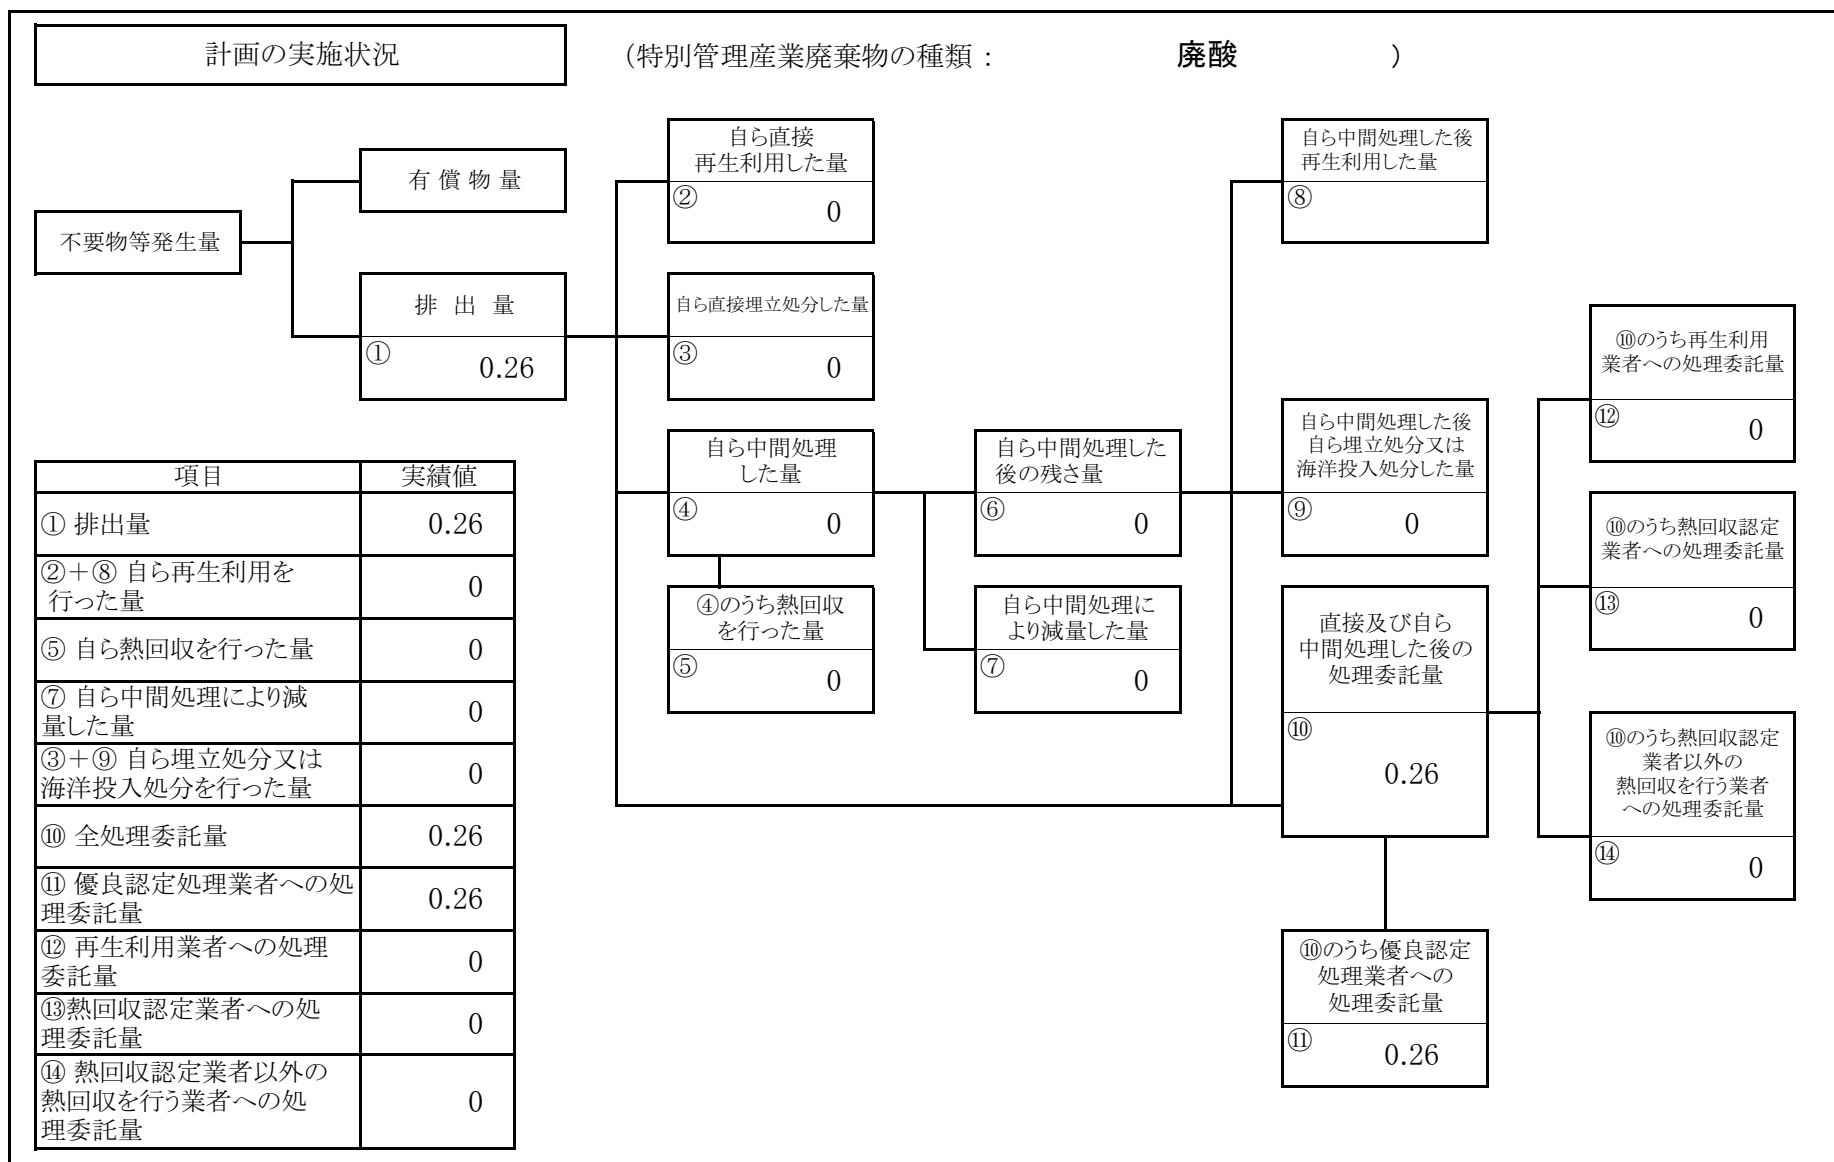 計画の実施状況
（特別管理産業廃棄物の種類： 廃酸 ）
不要物等発生量
有償物量
排出量
① 0.26
自ら直接
再生利用した量
② 0
自ら直接埋立処分した量
③ 0
自ら中間処理
した量
④ 0
④のうち熱回収
を行った量
⑤ 0
自ら中間処理した
後の残さ量
⑥ 0
自ら中間処理に
より減量した量
⑦ 0
自ら中間処理した後
再生利用した量
⑧
自ら中間処理した後
自ら埋立処分又は
海洋投入処分した量
⑨ 0
直接及び自ら
中間処理した後の
処理委託量
⑩
0.26
⑩のうち優良認定
処理業者への
処理委託量
⑪ 0.26
⑩のうち再生利用
業者への処理委託量
⑫ 0
⑩のうち熱回収認定
業者への処理委託量
⑬ 0
⑩のうち熱回収認定
業者以外の
熱回収を行う業者
への処理委託量
⑭ 0
項目 実績値
① 排出量 0.26
②＋⑧ 自ら再生利用を
行った量 0
⑤ 自ら熱回収を行った量 0
⑦ 自ら中間処理により減
量した量 0
③＋⑨ 自ら埋立処分又は
海洋投入処分を行った量 0
⑩ 全処理委託量 0.26
⑪ 優良認定処理業者への処
理委託量 0.26
⑫ 再生利用業者への処理
委託量 0
⑬熱回収認定業者への処
理委託量 0
⑭ 熱回収認定業者以外の
熱回収を行う業者への処
理委託量 0